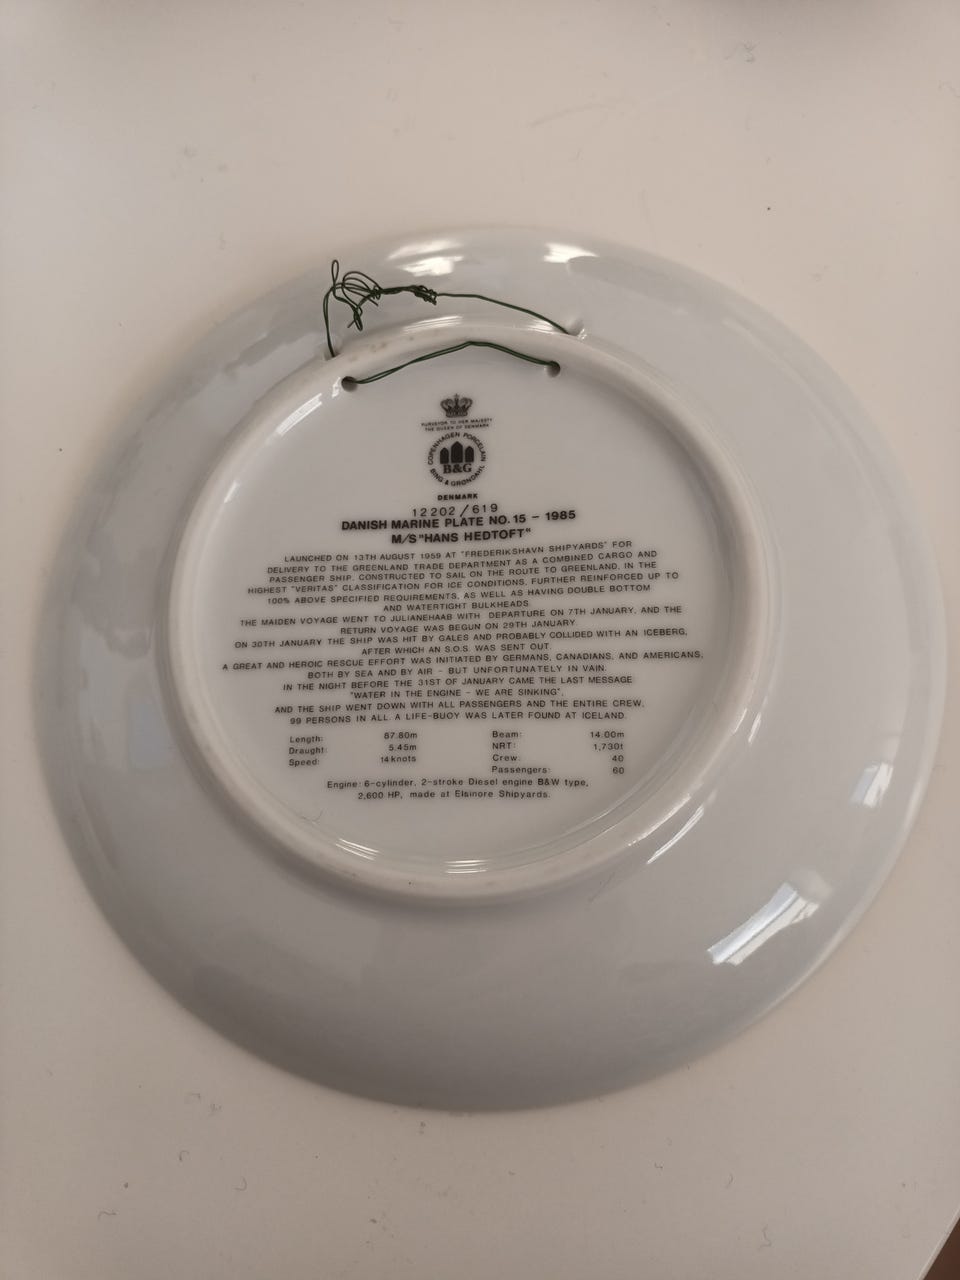 PURVEYOR TO HER MAJESTY
THE QUEEN OF DENMARK
COPENHAGEN PORCELAIN
B&G
BING & GRØNDAHL
DENMARK
12202/619
DANISH MARINE PLATE NO. 15 - 1985
M/S "HANS HEDTOFT"
LAUNCHED ON 13TH AUGUST 1959 AT "FREDERIKSHAVN SHIPYARDS" FOR
DELIVERY TO THE GREENLAND TRADE DEPARTMENT AS A COMBINED CARGO AND
PASSENGER SHIP. CONSTRUCTED TO SAIL ON THE ROUTE TO GREENLAND, IN THE
HIGHEST "VERITAS" CLASSIFICATION FOR ICE CONDITIONS, FURTHER REINFORCED UP TO
100% ABOVE SPECIFIED REQUIREMENTS, AS WELL AS HAVING DOUBLE BOTTOM
AND WATERTIGHT BULKHEADS.
THE MAIDEN VOYAGE WENT TO JULIANEHAAB WITH DEPARTURE ON 7TH JANUARY, AND THE
RETURN VOYAGE WAS BEGUN ON 29TH JANUARY.
ON 30TH JANUARY THE SHIP WAS HIT BY GALES AND PROBABLY COLLIDED WITH AN ICEBERG,
AFTER WHICH AN S.O.S. WAS SENT OUT.
A GREAT AND HEROIC RESCUE EFFORT WAS INITIATED BY GERMANS, CANADIANS, AND AMERICANS,
BOTH BY SEA AND BY AIR - BUT UNFORTUNATELY IN VAIN.
IN THE NIGHT BEFORE THE 31ST OF JANUARY CAME THE LAST MESSAGE
"WATER IN THE ENGINE - WE ARE SINKING",
AND THE SHIP WENT DOWN WITH ALL PASSENGERS AND THE ENTIRE CREW,
99 PERSONS IN ALL. A LIFE-BUOY WAS LATER FOUND AT ICELAND.
Length: 87.80m Beam: 14.00m
Draught: 5.45m NRT: 1,730t
Speed: 14 knots Crew: 40
Passengers: 60
Engine: 6-cylinder, 2-stroke Diesel engine B&W type,
2,600 HP, made at Elsinore Shipyards.